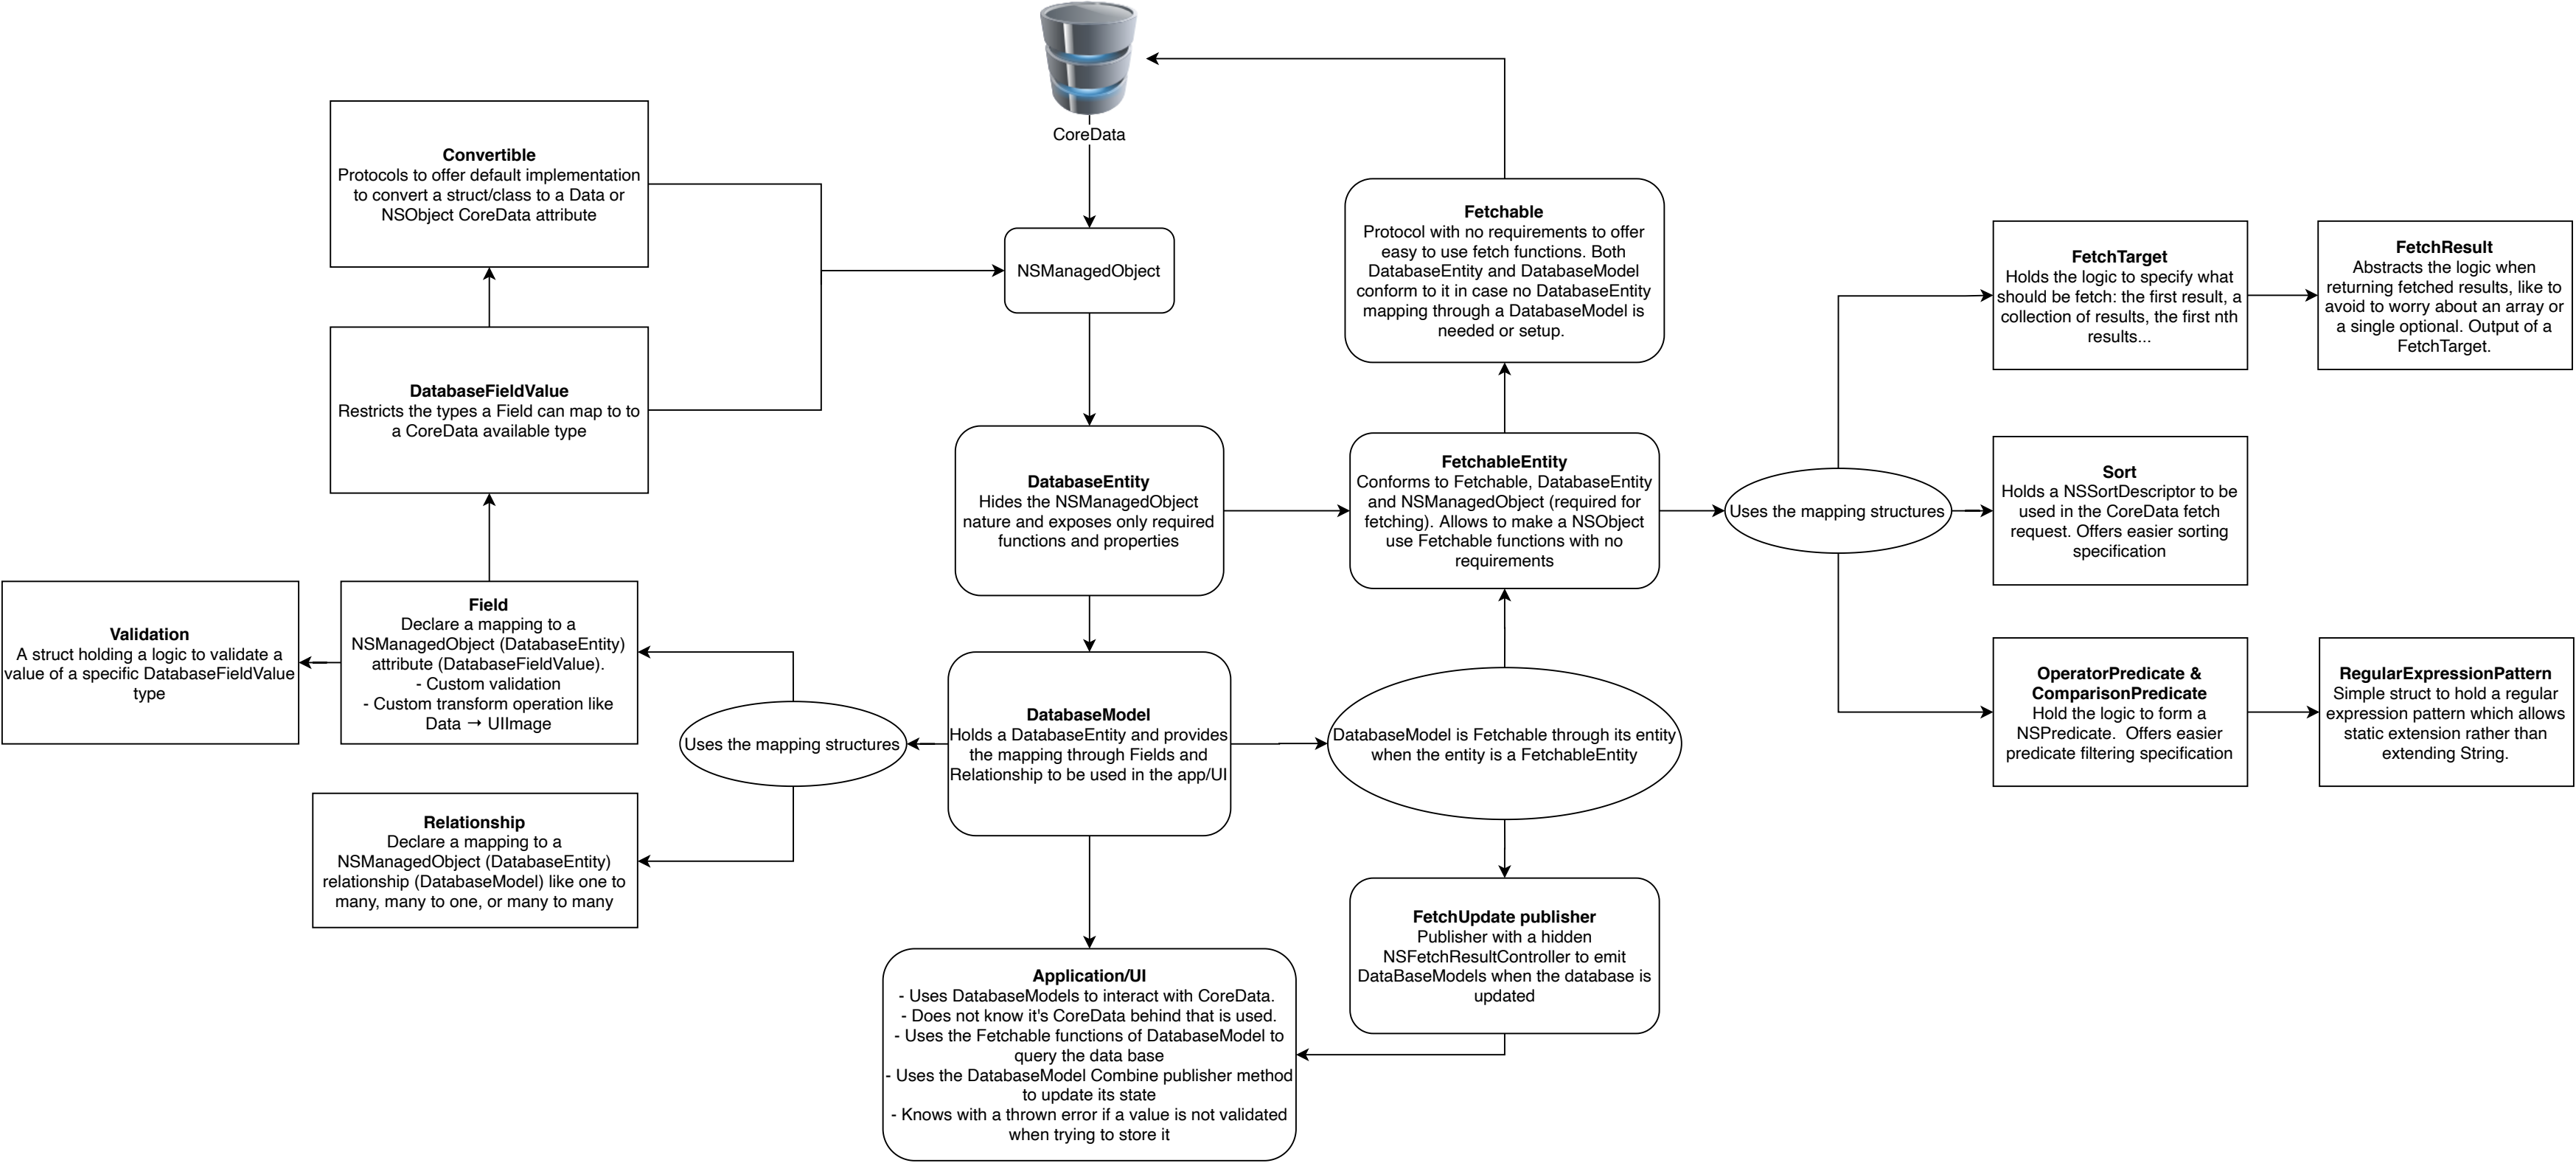 CoreData
Convertible
Protocols to offer default implementation
to convert a struct/class to a Data or
NSObject CoreData attribute
NSManagedObject
Fetchable
Protocol with no requirements to offer
easy to use fetch functions. Both
DatabaseEntity and DatabaseModel
conform to it in case no DatabaseEntity
mapping through a DatabaseModel is
needed or setup.
FetchTarget
Holds the logic to specify what
should be fetch: the first result, a
collection of results, the first nth
results...
FetchResult
Abstracts the logic when
returning fetched results, like to
avoid to worry about an array or
a single optional. Output of a
FetchTarget.
DatabaseFieldValue
Restricts the types a Field can map to to
a CoreData available type
DatabaseEntity
Hides the NSManagedObject
nature and exposes only required
functions and properties
FetchableEntity
Conforms to Fetchable, DatabaseEntity
and NSManagedObject (required for
fetching). Allows to make a NSObject
use Fetchable functions with no
requirements
Uses the mapping structures
Sort
Holds a NSSortDescriptor to be
used in the CoreData fetch
request. Offers easier sorting
specification
Validation
A struct holding a logic to validate a
value of a specific DatabaseFieldValue
type
Field
Declare a mapping to a
NSManagedObject (DatabaseEntity)
attribute (DatabaseFieldValue).
- Custom validation
- Custom transform operation like
Data → UIImage
Uses the mapping structures
DatabaseModel
Holds a DatabaseEntity and provides
the mapping through Fields and
Relationship to be used in the app/UI
DatabaseModel is Fetchable through its entity
when the entity is a FetchableEntity
OperatorPredicate &
ComparisonPredicate
Hold the logic to form a
NSPredicate.  Offers easier
predicate filtering specification
RegularExpressionPattern
Simple struct to hold a regular
expression pattern which allows
static extension rather than
extending String.
Relationship
Declare a mapping to a
NSManagedObject (DatabaseEntity)
relationship (DatabaseModel) like one to
many, many to one, or many to many
FetchUpdate publisher
Publisher with a hidden
NSFetchResultController to emit
DataBaseModels when the database is
updated
Application/UI
- Uses DatabaseModels to interact with CoreData.
- Does not know it's CoreData behind that is used.
- Uses the Fetchable functions of DatabaseModel to
query the data base
- Uses the DatabaseModel Combine publisher method
to update its state
- Knows with a thrown error if a value is not validated
when trying to store it